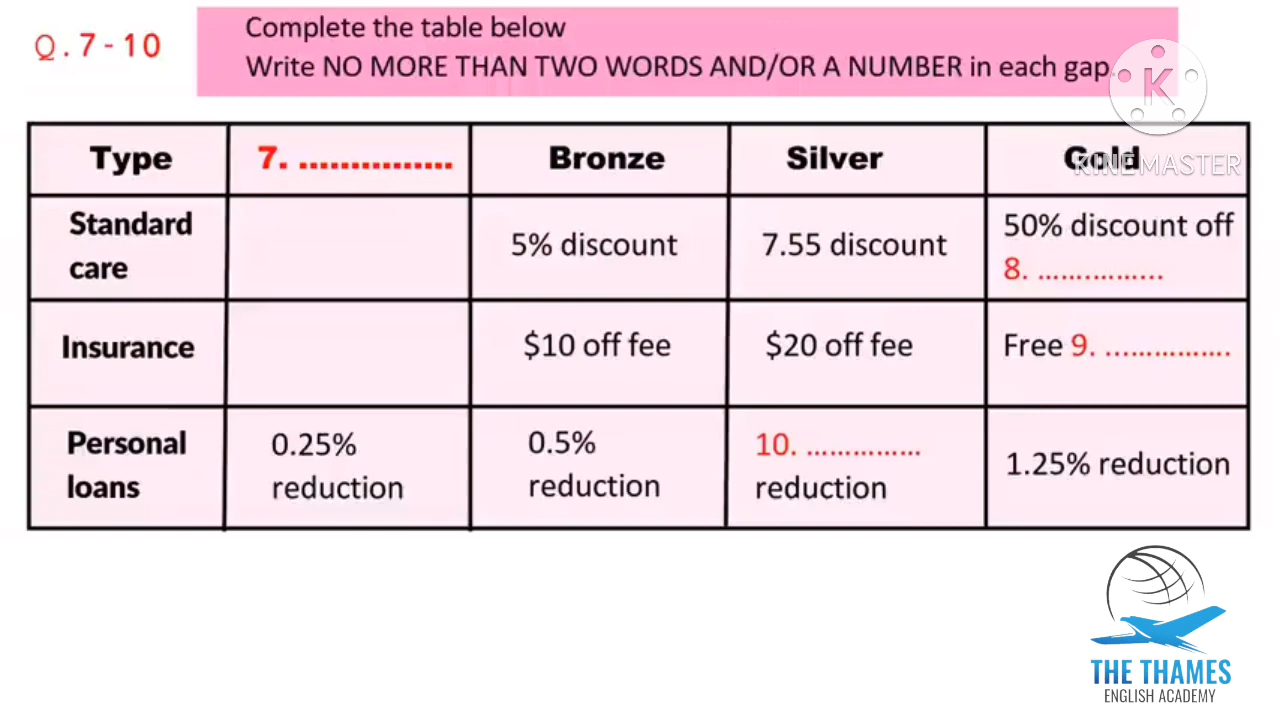 Q.7-10
Complete the table below
Write NO MORE THAN TWO WORDS AND/OR A NUMBER in each gap.
K
KINEMASTER
Type
7. ...............
Bronze
Silver
Gold
Standard
care
5% discount
7.55 discount
50% discount off
8. ...............
Insurance
$10 off fee
$20 off fee
Free 9. ...............
Personal
loans
0.25%
reduction
0.5%
reduction
10. ...............
reduction
1.25% reduction
THE THAMES
ENGLISH ACADEMY